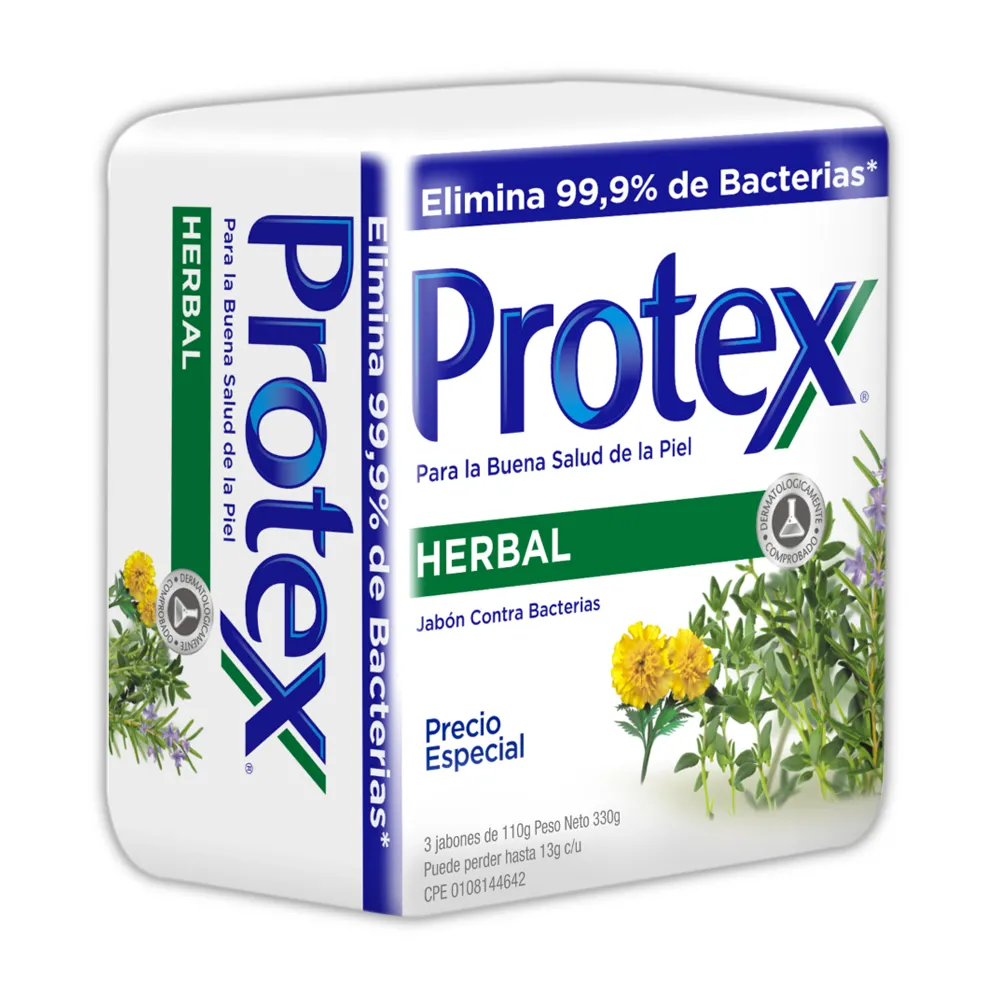 Elimina 99,9% de Bacterias*
Protex®
Para la Buena Salud de la Piel
HERBAL
DERMATOLOGICAMENTE
COMPROBADO
Jabón Contra Bacterias
Precio
Especial
3 jabones de 110g Peso Neto 330g
Puede perder hasta 13g c/u
CPE 0108144642
Elimina 99,9% de Bacterias*
Protex®
Para la Buena Salud de la Piel
HERBAL
DERMATOLOGICAMENTE
COMPROBADO